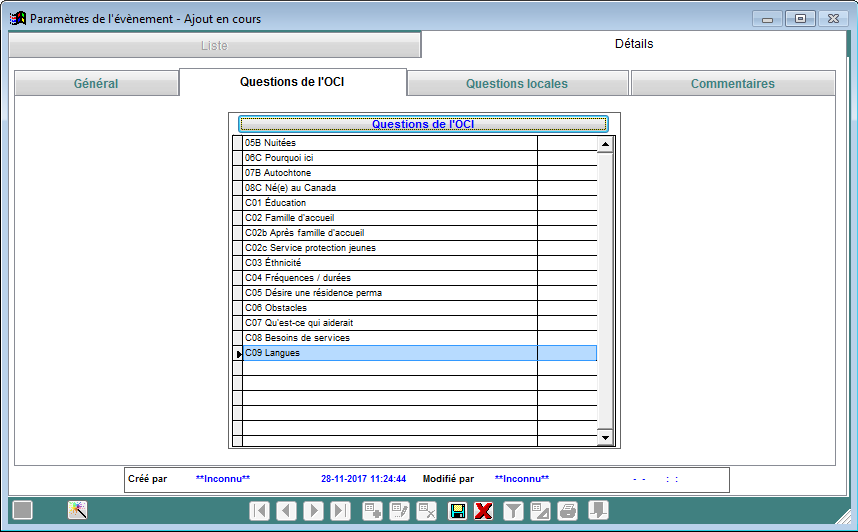 Paramètres de l'évènement - Ajout en cours
Liste
Détails
Général
Questions de l'OCI
Questions locales
Commentaires
Questions de l'OCI
05B Nuitées
06C Pourquoi ici
07B Autochtone
08C Né(e) au Canada
C01 Éducation
C02 Famille d'accueil
C02b Après famille d'accueil
C02c Service protection jeunes
C03 Éthnicité
C04 Fréquences / durées
C05 Désire une résidence perma
C06 Obstacles
C07 Qu'est-ce qui aiderait
C08 Besoins de services
C09 Langues
Créé par **Inconnu** 28-11-2017 11:24:44 Modifié par **Inconnu** - - : :